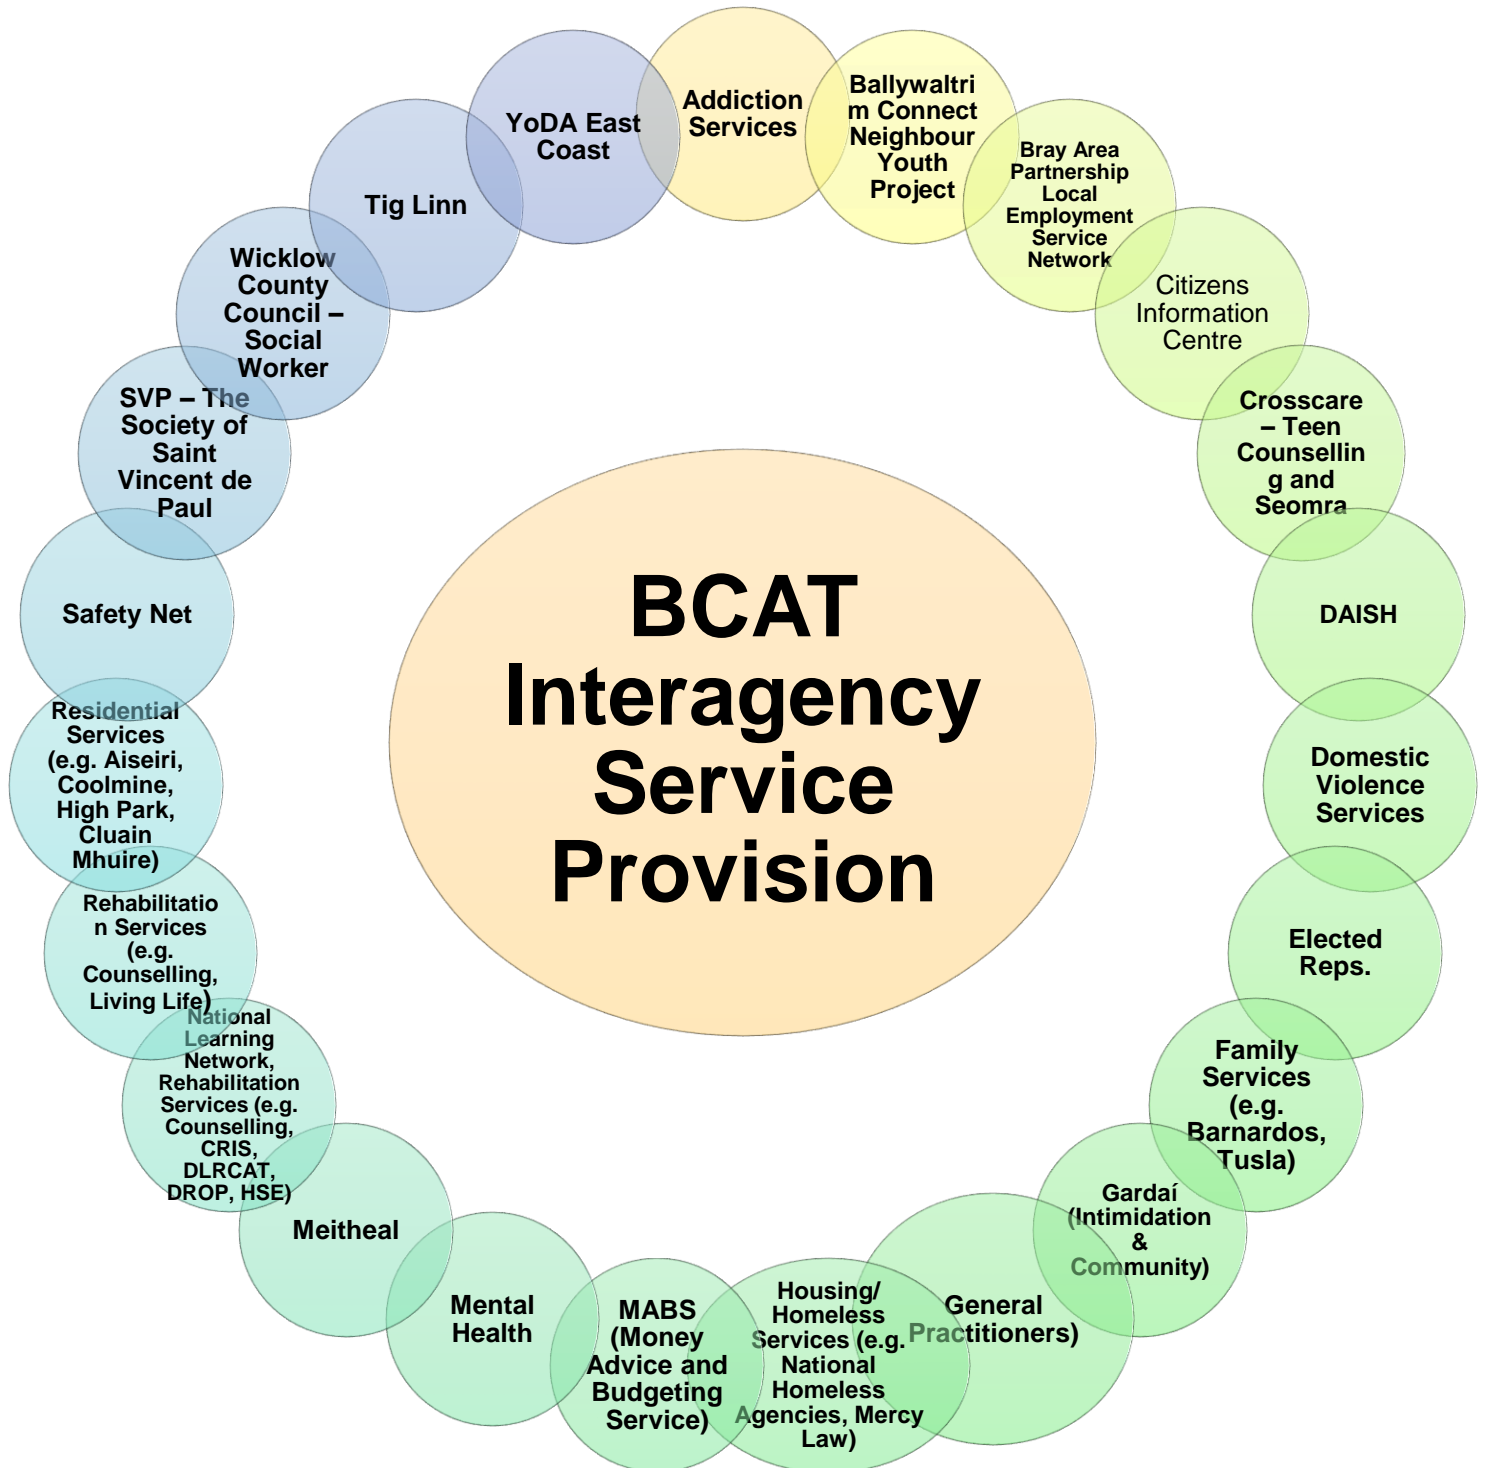 Addiction
Services
Ballywaltri
m Connect
Neighbour
Youth
Project
Bray Area
Partnership
Local
Employment
Service
Network
Citizens
Information
Centre
Crosscare
– Teen
Counsellin
g and
Seomra
DAISH
Domestic
Violence
Services
Elected
Reps.
Family
Services
(e.g.
Barnardos,
Tusla)
Gardaí
(Intimidation
&
Community)
General
Practitioners)
Housing/
Homeless
Services (e.g.
National
Homeless
Agencies, Mercy
Law)
MABS
(Money
Advice and
Budgeting
Service)
Mental
Health
Meitheal
National
Learning
Network,
Rehabilitation
Services (e.g.
Counselling,
CRIS,
DLRCAT,
DROP, HSE)
Rehabilitatio
n Services
(e.g.
Counselling,
Living Life)
Residential
Services
(e.g. Aiseiri,
Coolmine,
High Park,
Cluain
Mhuire)
Safety Net
SVP – The
Society of
Saint
Vincent de
Paul
Wicklow
County
Council –
Social
Worker
Tig Linn
YoDA East
Coast
BCAT
Interagency
Service
Provision